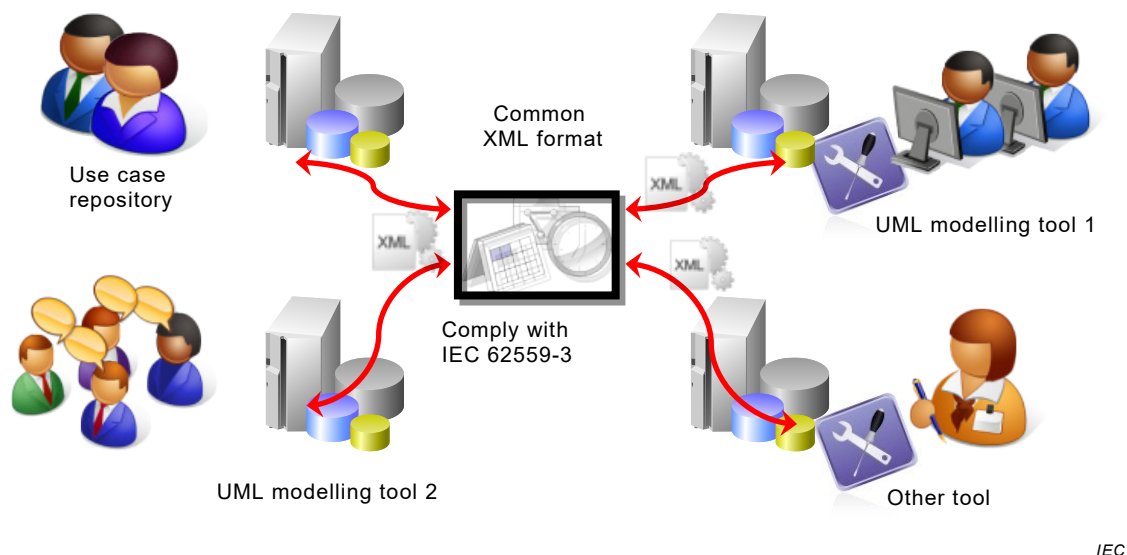 Common
XML format
Use case
repository
XML
UML modelling tool 1
XML
XML
Comply with
IEC 62559-3
UML modelling tool 2
Other tool
IEC